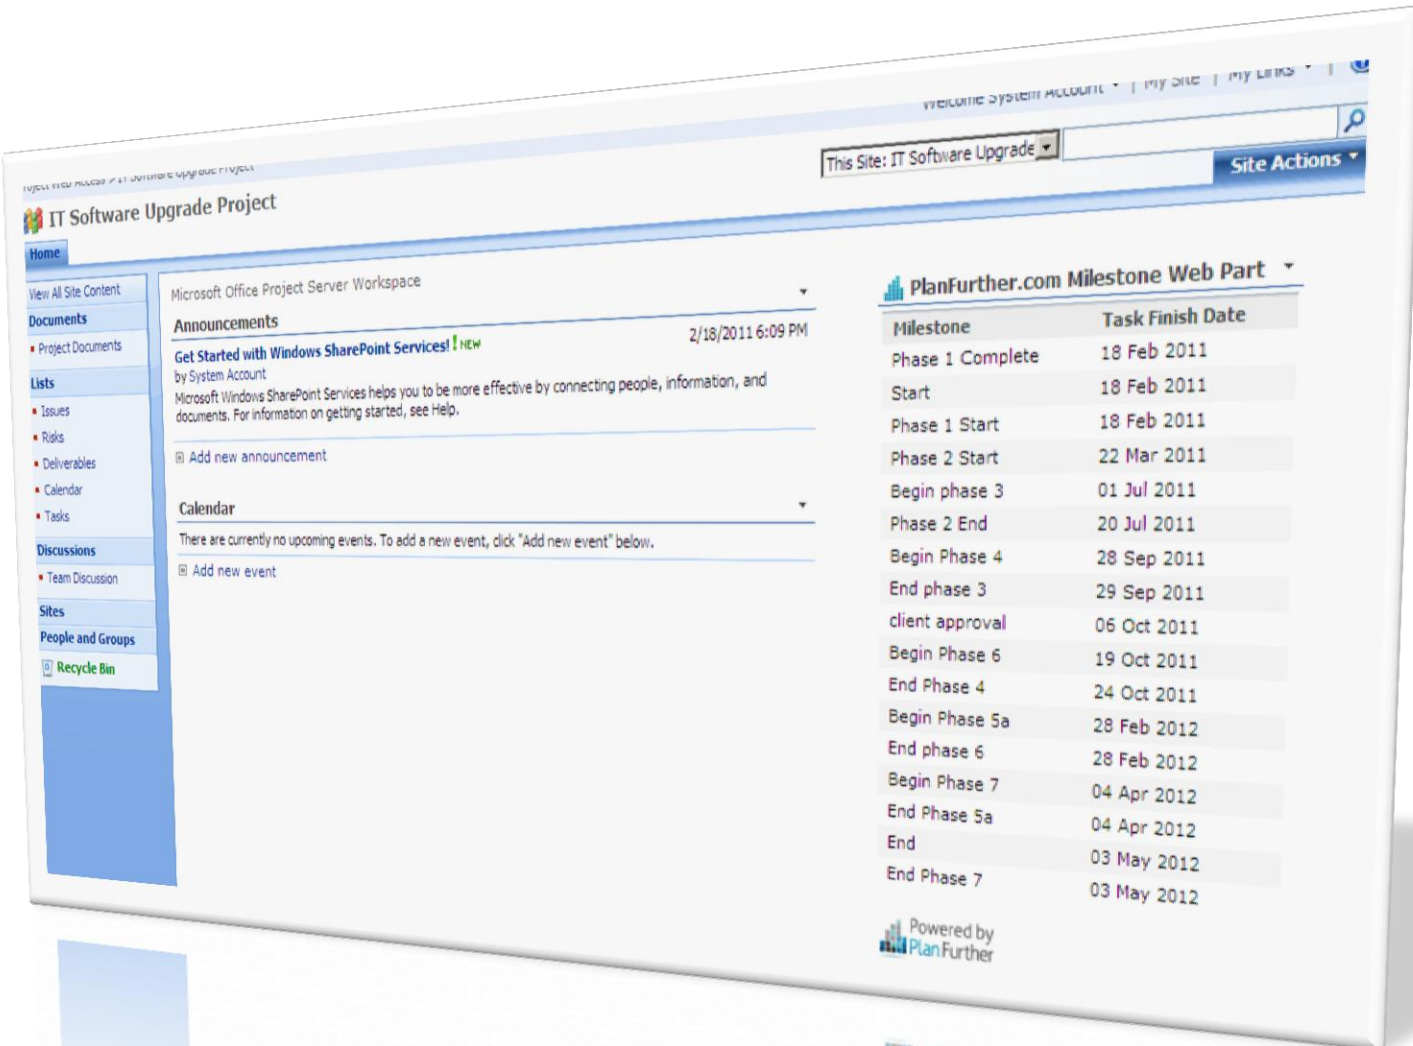 Welcome System Account | My Site | My Links |
Project Web Access > IT Software Upgrade Project
This Site: IT Software Upgrade
IT Software Upgrade Project
Site Actions
Home
View All Site Content
Documents
Project Documents
Lists
Issues
Risks
Deliverables
Calendar
Tasks
Discussions
Team Discussion
Sites
People and Groups
Recycle Bin
Microsoft Office Project Server Workspace
Announcements
Get Started with Windows SharePoint Services! ! NEW 2/18/2011 6:09 PM
by System Account
Microsoft Windows SharePoint Services helps you to be more effective by connecting people, information, and
documents. For information on getting started, see Help.
Add new announcement
Calendar
There are currently no upcoming events. To add a new event, click "Add new event" below.
Add new event
PlanFurther.com Milestone Web Part
Milestone Task Finish Date
Phase 1 Complete 18 Feb 2011
Start 18 Feb 2011
Phase 1 Start 18 Feb 2011
Phase 2 Start 22 Mar 2011
Begin phase 3 01 Jul 2011
Phase 2 End 20 Jul 2011
Begin Phase 4 28 Sep 2011
End phase 3 29 Sep 2011
client approval 06 Oct 2011
Begin Phase 6 19 Oct 2011
End Phase 4 24 Oct 2011
Begin Phase 5a 28 Feb 2012
End phase 6 28 Feb 2012
Begin Phase 7 04 Apr 2012
End Phase 5a 04 Apr 2012
End 03 May 2012
End Phase 7 03 May 2012
Powered by
PlanFurther